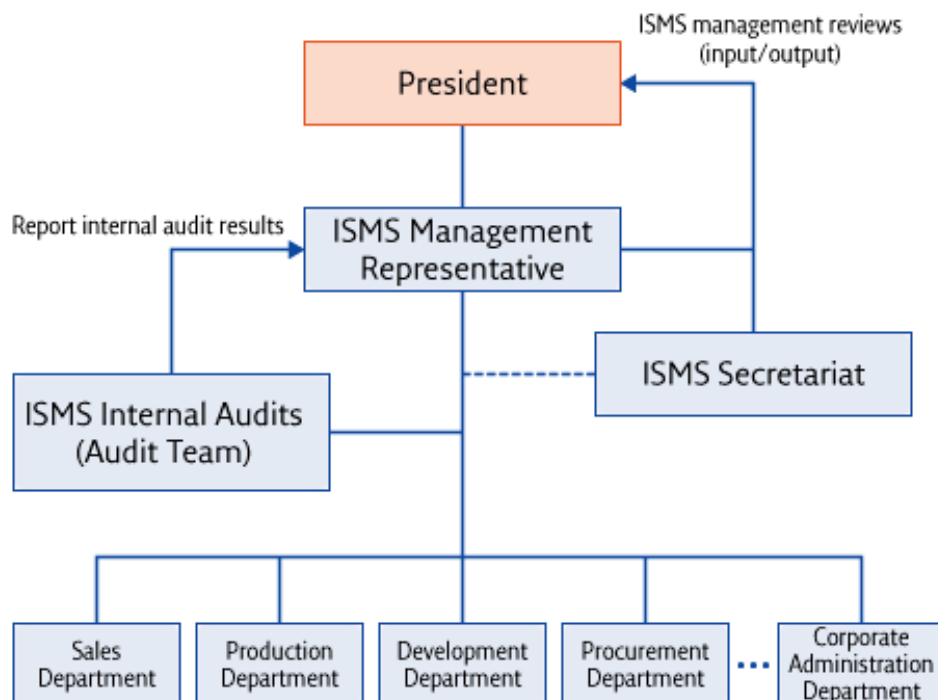 ISMS management reviews
(input/output)
President
Report internal audit results
ISMS Management
Representative
ISMS Secretariat
ISMS Internal Audits
(Audit Team)
Sales
Department
Production
Department
Development
Department
Procurement
Department
Corporate
Administration
Department